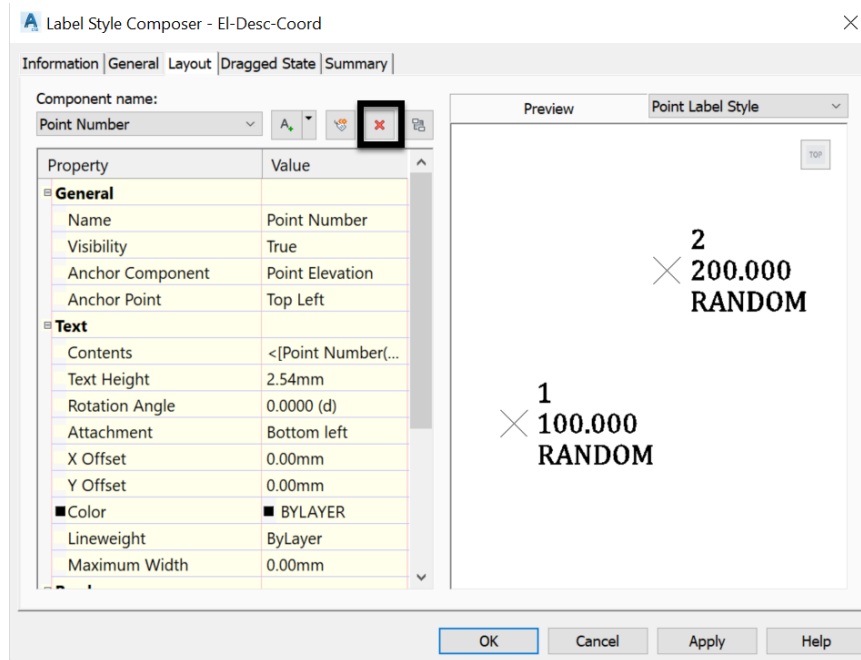 Label Style Composer - El-Desc-Coord
Information General Layout Dragged State Summary
Component name:
Point Number
A
Property Value
General
Name Point Number
Visibility True
Anchor Component Point Elevation
Anchor Point Top Left
Text
Contents <[Point Number(...
Text Height 2.54mm
Rotation Angle 0.0000 (d)
Attachment Bottom left
X Offset 0.00mm
Y Offset 0.00mm
Color BYLAYER
Lineweight ByLayer
Maximum Width 0.00mm
Preview Point Label Style
TOP
2
200.000
RANDOM
1
100.000
RANDOM
OK Cancel Apply Help